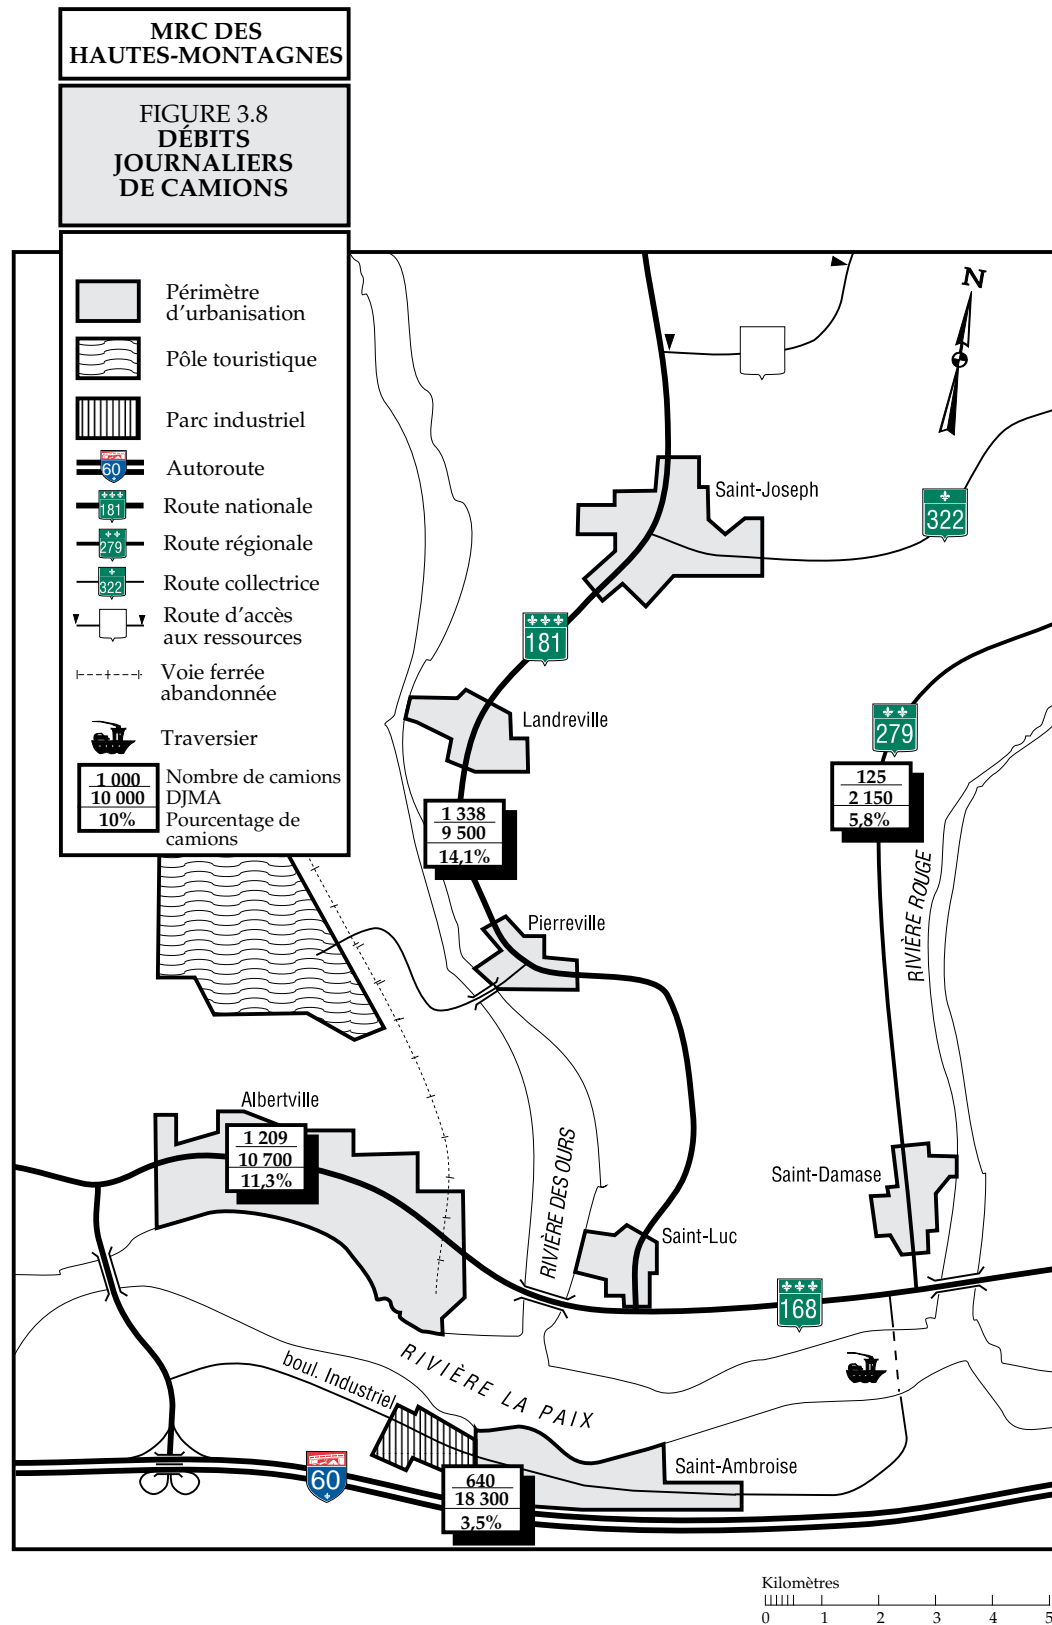 MRC DES
HAUTES-MONTAGNES
FIGURE 3.8
DÉBITS
JOURNALIERS
DE CAMIONS
Périmètre
d'urbanisation
Pôle touristique
Parc industriel
60
Autoroute
181
Route nationale
279
Route régionale
322
Route collectrice
Route d'accès
aux ressources
Voie ferrée
abandonnée
Traversier
1 000
10 000
10%
Nombre de camions
DJMA
Pourcentage de
camions
N
Saint-Joseph
322
181
Landreville
279
125
2 150
5,8%
1 338
9 500
14,1%
RIVIÈRE ROUGE
Pierreville
Albertville
1 209
10 700
11,3%
RIVIÈRE DES OURS
Saint-Damase
Saint-Luc
168
RIVIÈRE LA PAIX
boul. Industriel
Saint-Ambroise
60
640
18 300
3,5%
Kilomètres
0 1 2 3 4 5